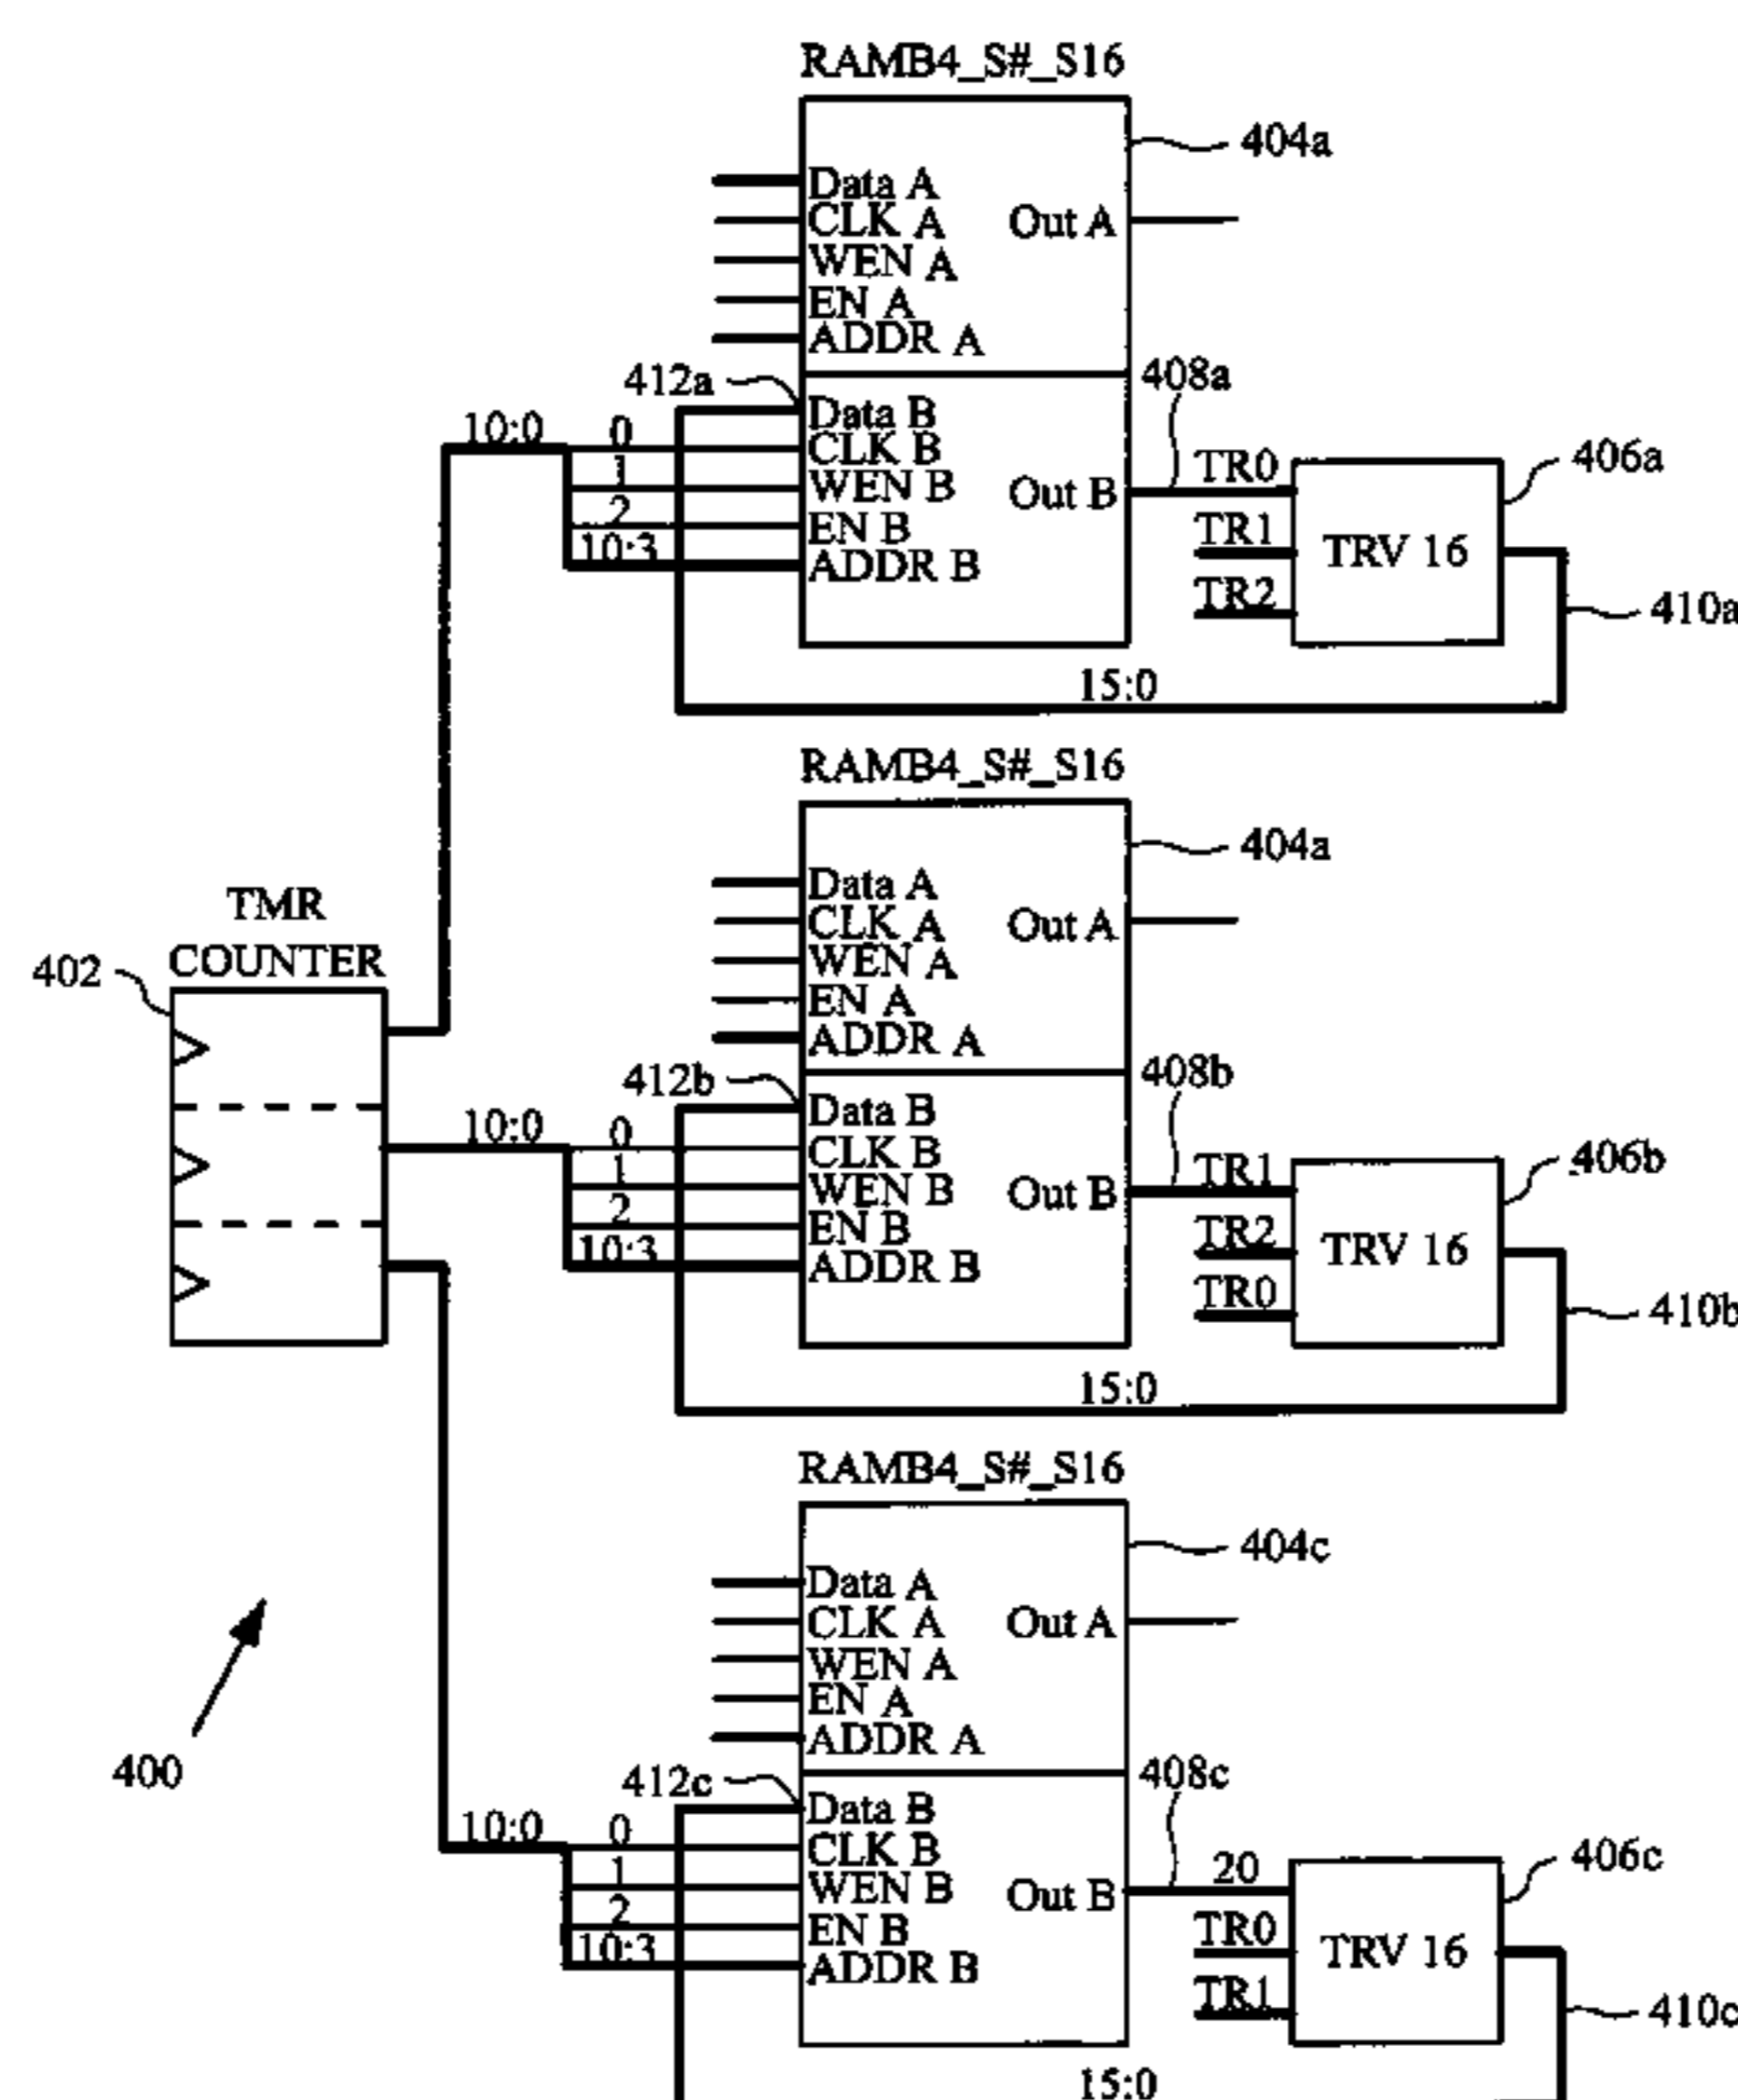 RAMB4_S#_S16
404a
Data A
CLK A
Out A
WEN A
EN A
ADDR A
412a
408a
Data B
10:0
0
CLK B
1
WEN B
Out B
TR0
406a
2
EN B
TR1
TRV 16
10:3
ADDR B
TR2
410a
15:0
RAMB4_S#_S16
404a
Data A
CLK A
Out A
WEN A
EN A
ADDR A
TMR
COUNTER
402
412b
408b
Data B
10:0
0
CLK B
1
WEN B
Out B
TR1
406b
2
EN B
TR2
TRV 16
10:3
ADDR B
TR0
410b
15:0
RAMB4_S#_S16
404c
Data A
CLK A
Out A
WEN A
EN A
ADDR A
400
412c
408c
Data B
10:0
0
CLK B
1
WEN B
Out B
20
406c
2
EN B
TR0
TRV 16
10:3
ADDR B
TR1
410c
15:0